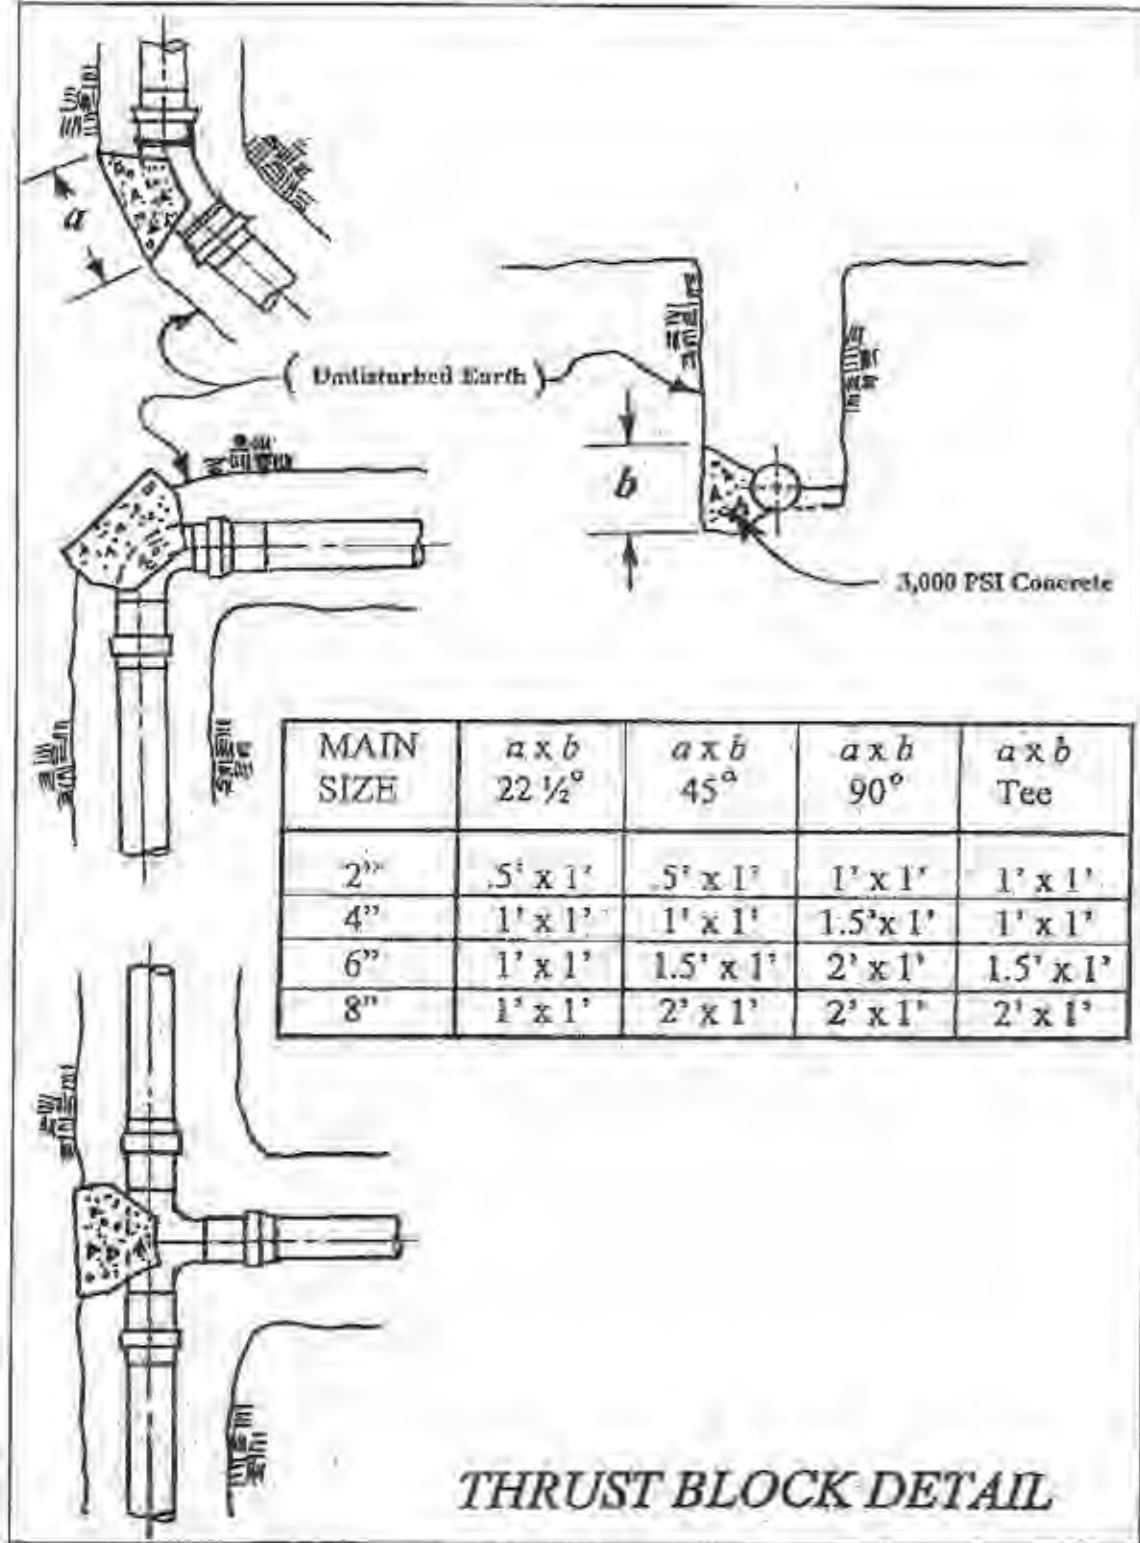 a
( Undisturbed Earth )
b
3,000 PSI Concrete
MAIN SIZE | a x b 22 ½° | a x b 45° | a x b 90° | a x b Tee
2” | .5’ x 1’ | .5’ x 1’ | 1’ x 1’ | 1’ x 1’
4” | 1’ x 1’ | 1’ x 1’ | 1.5’x 1’ | 1’ x 1’
6” | 1’ x 1’ | 1.5’ x 1’ | 2’ x 1’ | 1.5’ x 1’
8” | 1’ x 1’ | 2’ x 1’ | 2’ x 1’ | 2’ x 1’
THRUST BLOCK DETAIL